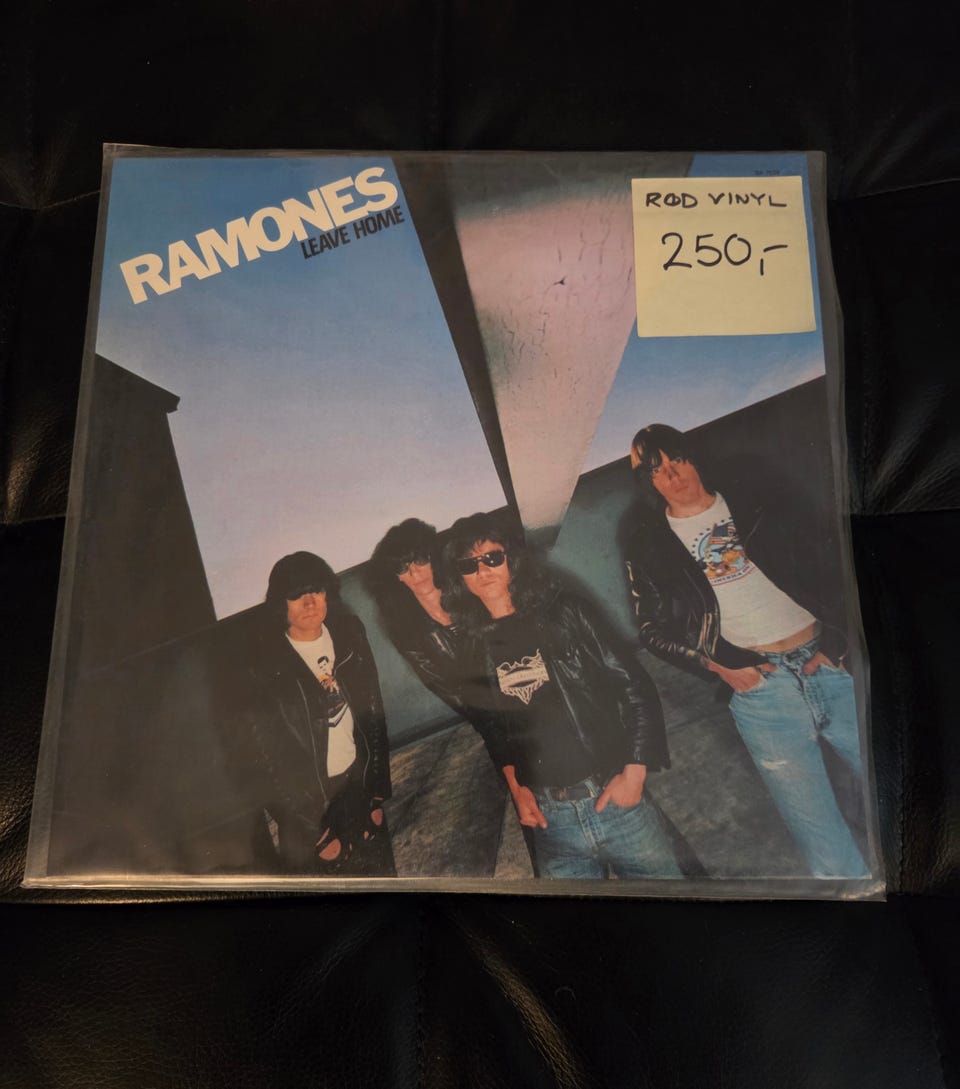 RAMONES
LEAVE HOME
RØD VINYL
250,-